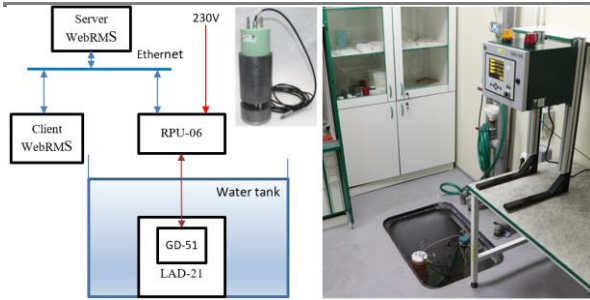 Server
WebRMS
230V
Ethernet
Client
WebRMS
RPU-06
Water tank
GD-51
LAD-21